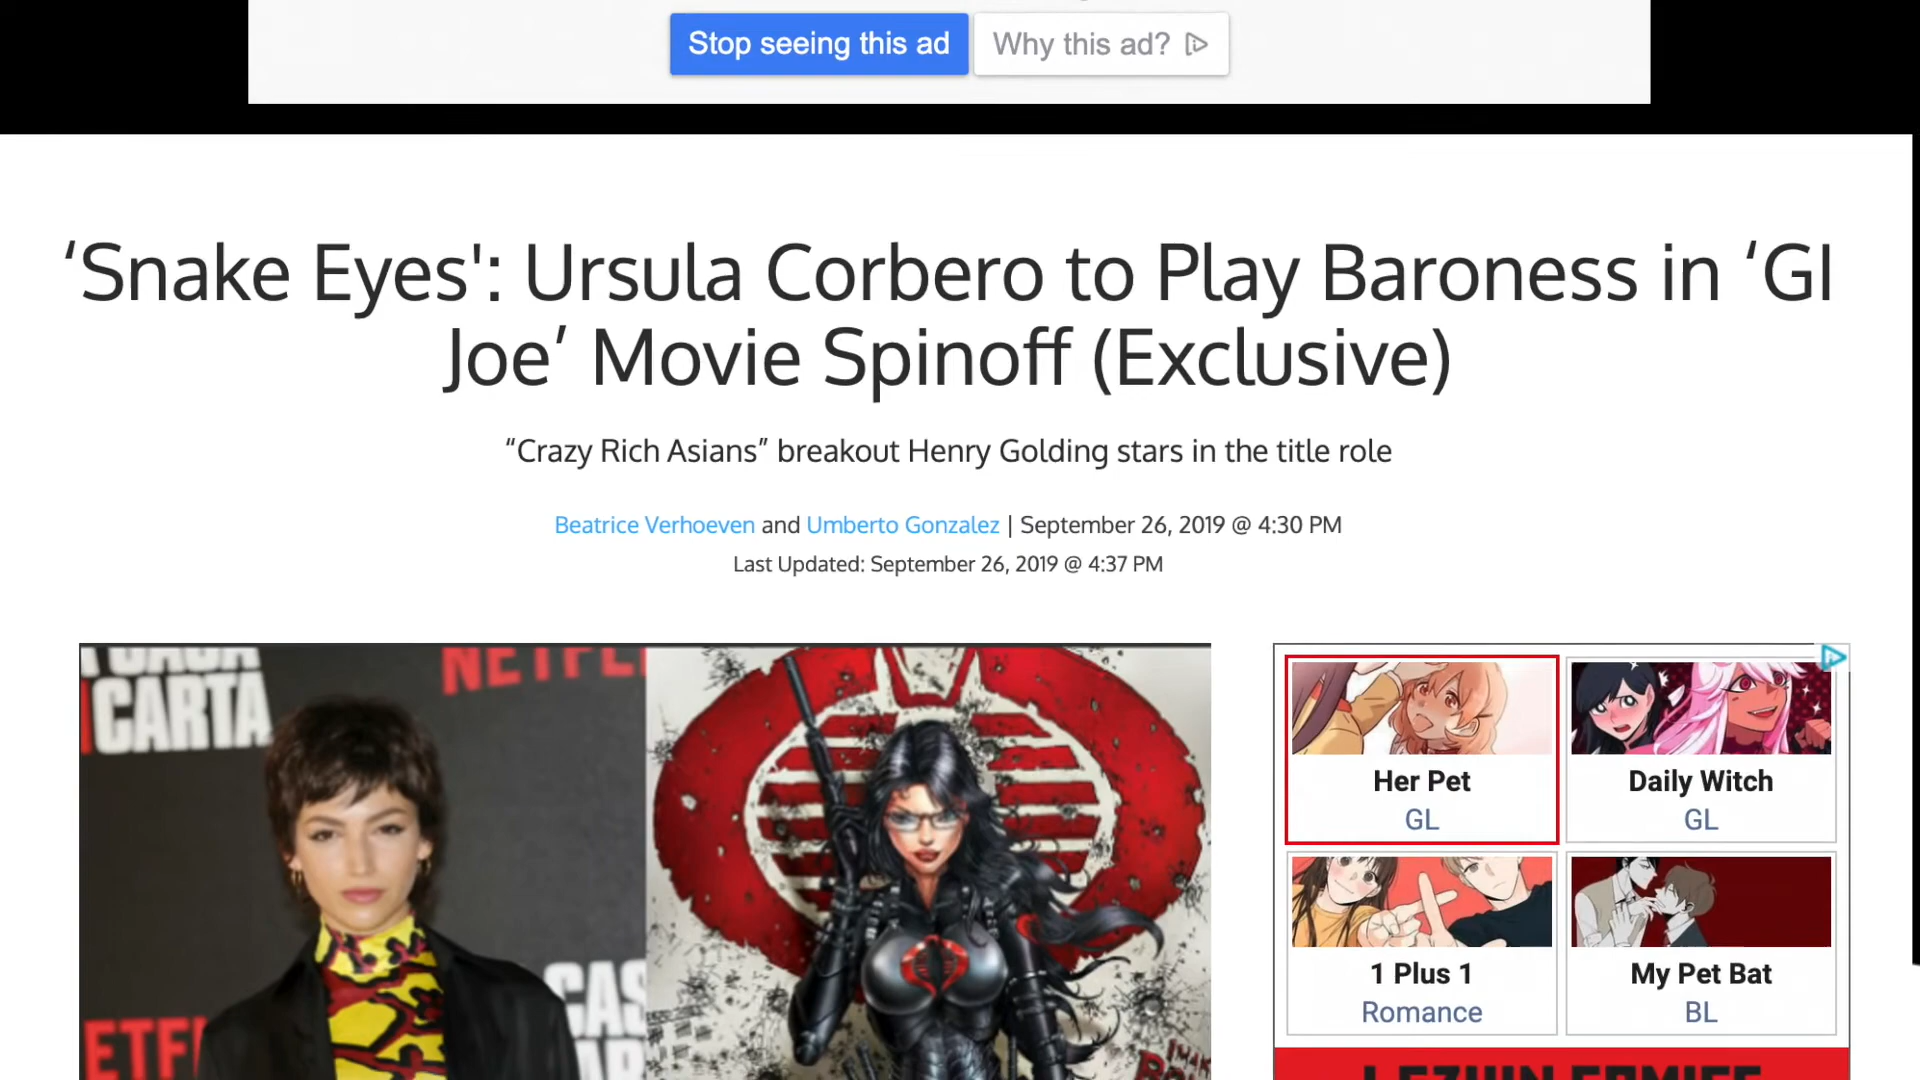 Stop seeing this ad
Why this ad?
‘Snake Eyes': Ursula Corbero to Play Baroness in ‘GI
Joe’ Movie Spinoff (Exclusive)
“Crazy Rich Asians” breakout Henry Golding stars in the title role
Beatrice Verhoeven and Umberto Gonzalez | September 26, 2019 @ 4:30 PM
Last Updated: September 26, 2019 @ 4:37 PM
CARTA
Her Pet
GL
Daily Witch
GL
1 Plus 1
Romance
My Pet Bat
BL